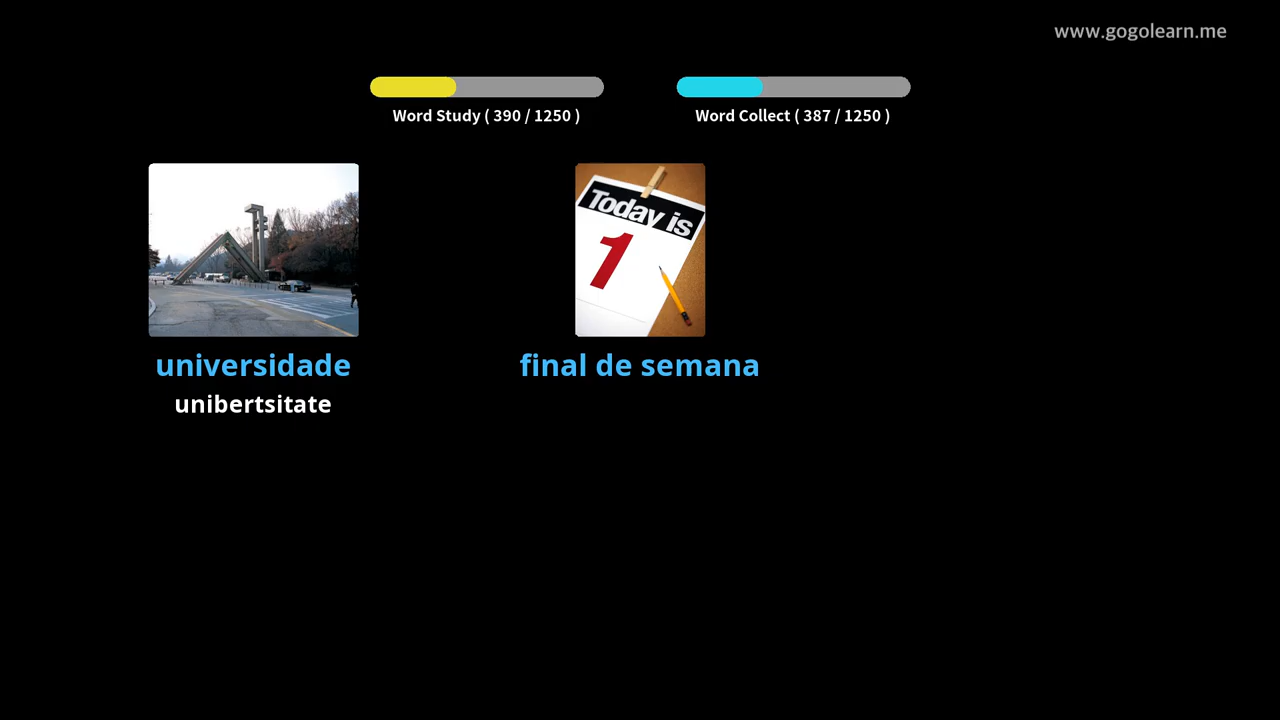 www.gogolearn.me
Word Study ( 390 / 1250 )
Word Collect ( 387 / 1250 )
Today is
1
universidade
final de semana
unibertsitate